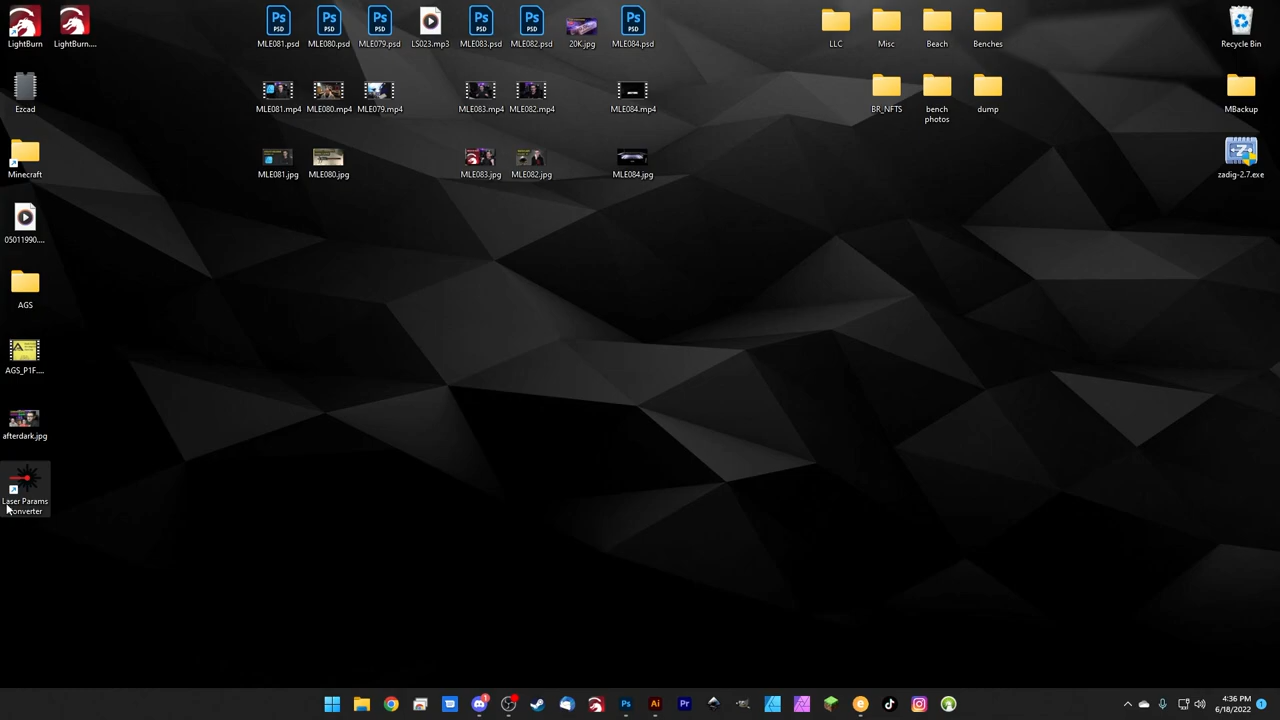 LightBurn
LightBurn....
MLE081.psd
MLE080.psd
MLE079.psd
LS023.mp3
MLE083.psd
MLE082.psd
20K.jpg
MLE084.psd
LLC
Misc
Beach
Benches
Recycle Bin
Ezcad
MLE081.mp4
MLE080.mp4
MLE079.mp4
MLE083.mp4
MLE082.mp4
MLE084.mp4
BR_NFTS
bench
photos
dump
MBackup
Minecraft
MLE081.jpg
MLE080.jpg
MLE083.jpg
MLE082.jpg
MLE084.jpg
zadig-2.7.exe
05011990....
AGS
AGS_P1F....
afterdark.jpg
Laser Params
Converter
4:36 PM
6/18/2022